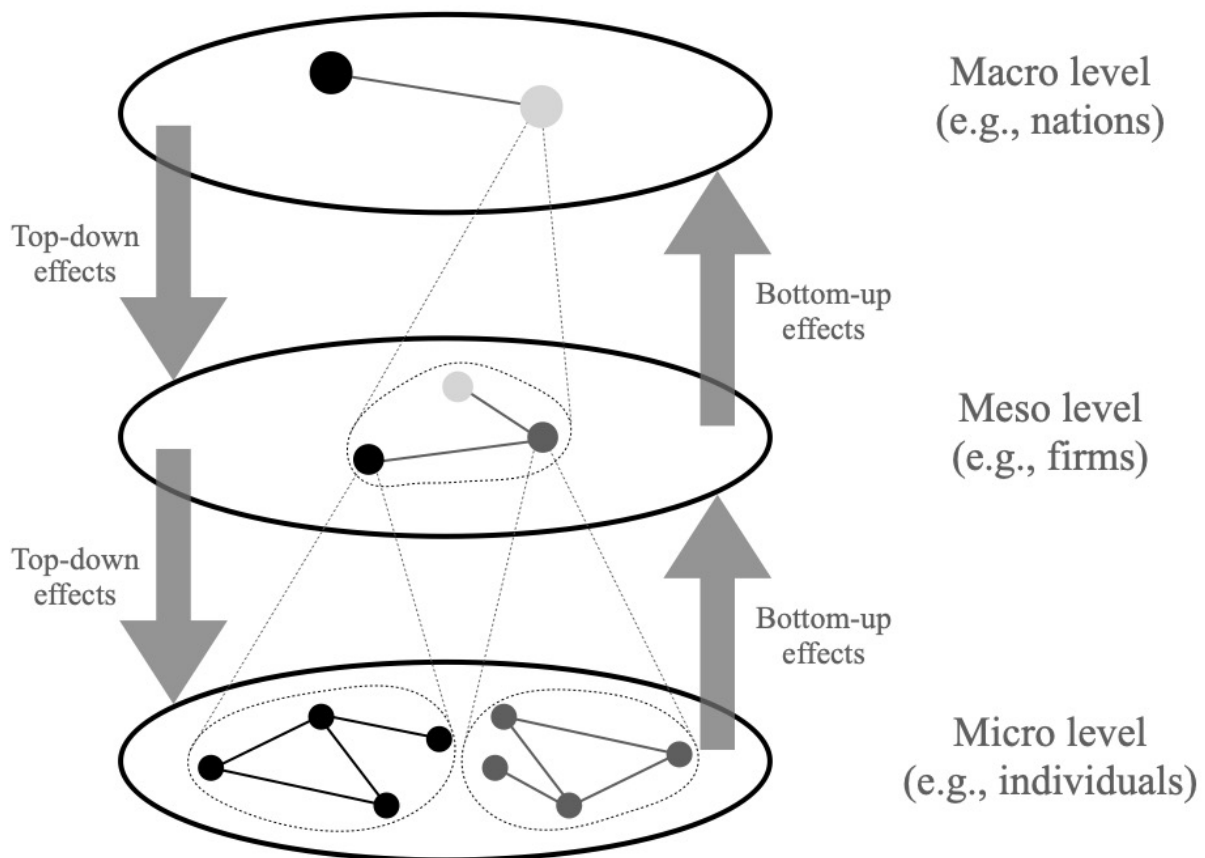 Macro level
(e.g., nations)
Top-down
effects
Bottom-up
effects
Meso level
(e.g., firms)
Top-down
effects
Bottom-up
effects
Micro level
(e.g., individuals)